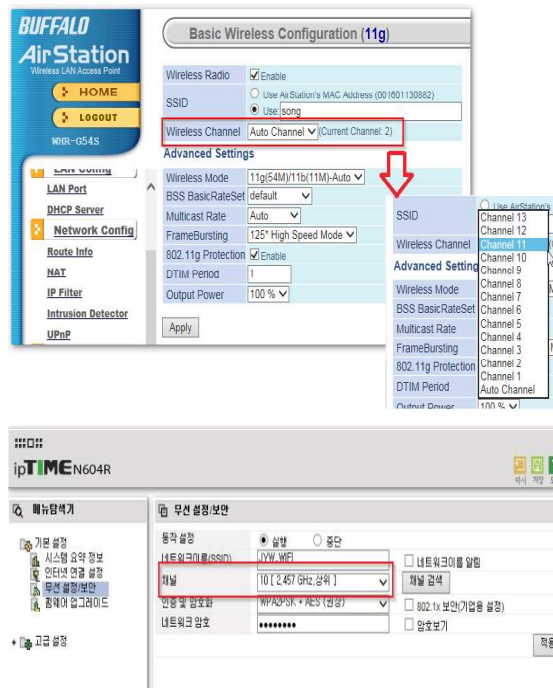 BUFFALO
AirStation
Wireless LAN Access Point
HOME
LOGOUT
WHR-G54S
LAN Config
LAN Port
DHCP Server
Network Config
Route Info
NAT
IP Filter
Intrusion Detector
UPnP
Basic Wireless Configuration (11g)
Wireless Radio Enable
SSID
Use AirStation's MAC Address (001601130882)
Use: song
Wireless Channel Auto Channel (Current Channel: 2)
Advanced Settings
Wireless Mode 11g(54M)/11b(11M)-Auto
BSS BasicRateSet default
Multicast Rate Auto
FrameBursting 125* High Speed Mode
802.11g Protection Enable
DTIM Period 1
Output Power 100 %
Apply
Use AirStation's
SSID
Wireless Channel
Advanced Setting
Wireless Mode
BSS BasicRateSet
Multicast Rate
FrameBursting
802.11g Protection
DTIM Period
Output Power 100 %
Channel 13
Channel 12
Channel 11
Channel 10
Channel 9
Channel 8
Channel 7
Channel 6
Channel 5
Channel 4
Channel 3
Channel 2
Channel 1
Auto Channel
ipTIME N604R
다시 저장
메뉴탐색기
기본 설정
시스템 요약 정보
인터넷 연결 설정
무선 설정/보안
펌웨어 업그레이드
고급 설정
무선 설정/보안
동작 설정 실행 중단
네트워크이름(SSID) JYW_WIFI 네트워크이름 알림
채널 10 [ 2,457 GHz,상위 ] 채널 검색
인증 및 암호화 WPA2PSK + AES (권장) 802.1x 보안(기업용 설정)
네트워크 암호 •••••••• 암호보기
적용